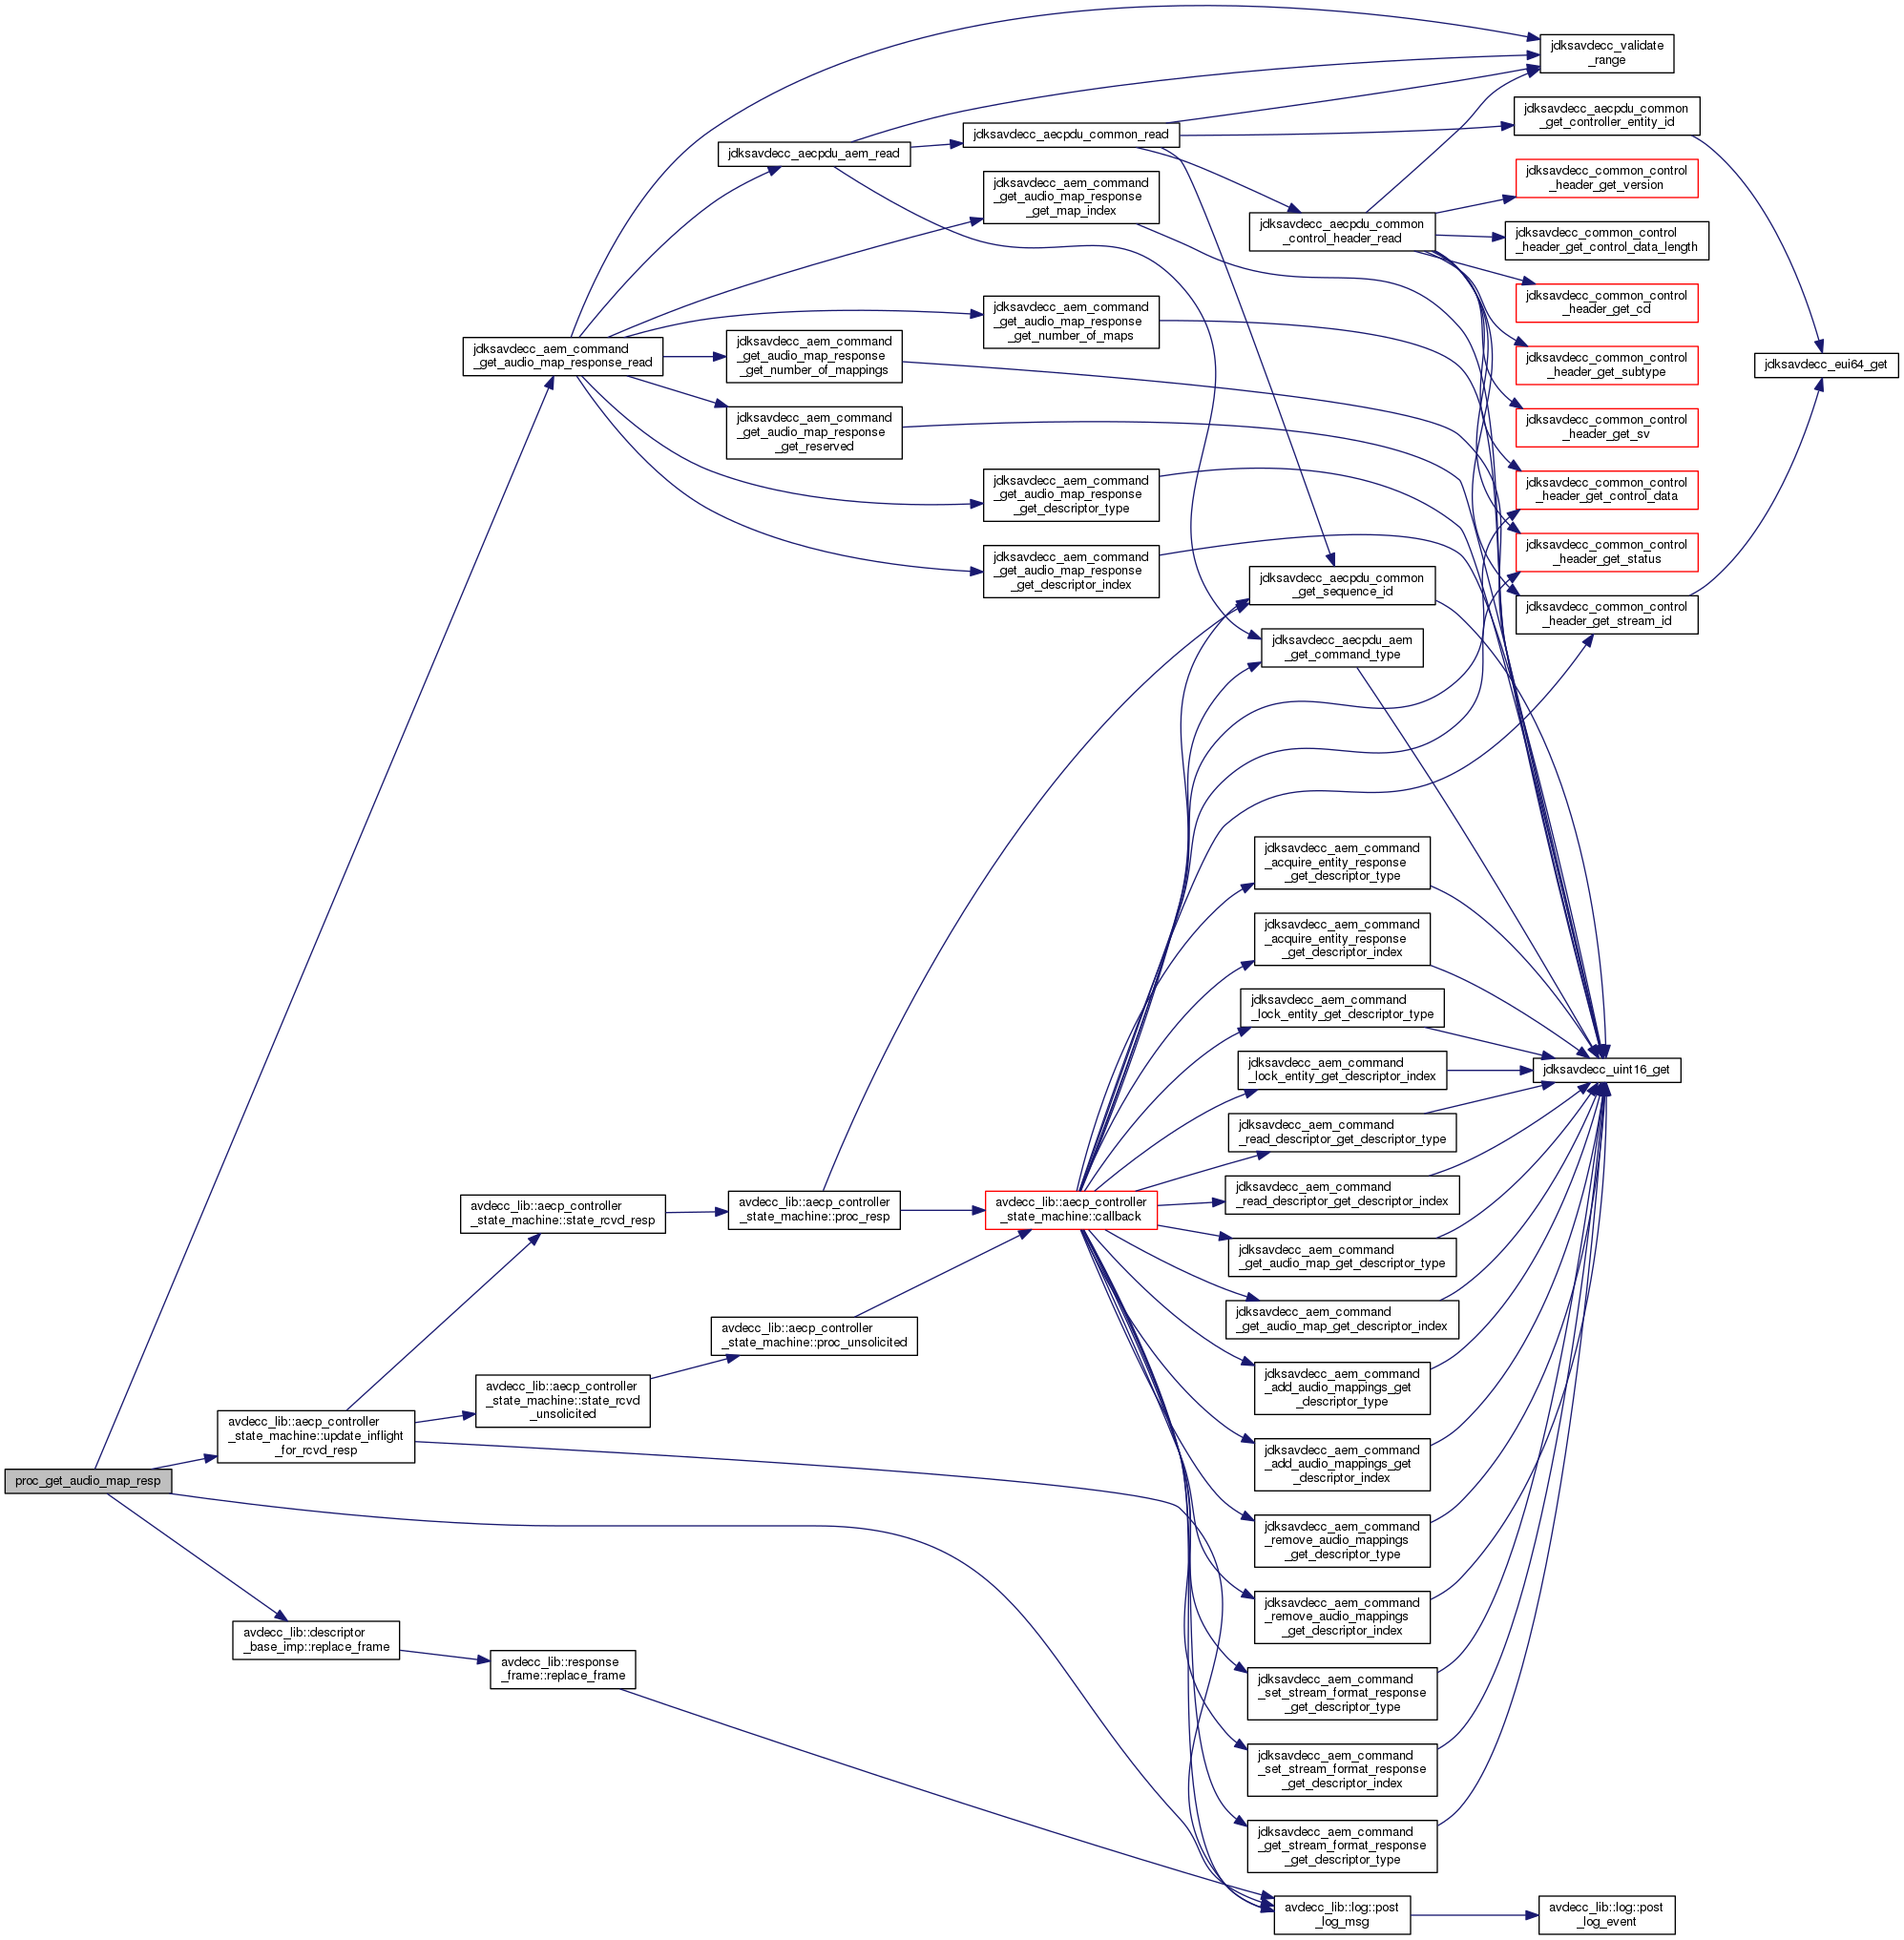 jdksavdecc_validate
_range
jdksavdecc_aecpdu_common
_get_controller_entity_id
jdksavdecc_aecpdu_common_read
jdksavdecc_aecpdu_aem_read
jdksavdecc_common_control
_header_get_version
jdksavdecc_aem_command
_get_audio_map_response
_get_map_index
jdksavdecc_aecpdu_common
_control_header_read
jdksavdecc_common_control
_header_get_control_data_length
jdksavdecc_common_control
_header_get_cd
jdksavdecc_aem_command
_get_audio_map_response
_get_number_of_maps
jdksavdecc_aem_command
_get_audio_map_response_read
jdksavdecc_aem_command
_get_audio_map_response
_get_number_of_mappings
jdksavdecc_common_control
_header_get_subtype
jdksavdecc_eui64_get
jdksavdecc_aem_command
_get_audio_map_response
_get_reserved
jdksavdecc_common_control
_header_get_sv
jdksavdecc_aem_command
_get_audio_map_response
_get_descriptor_type
jdksavdecc_common_control
_header_get_control_data
jdksavdecc_common_control
_header_get_status
jdksavdecc_aem_command
_get_audio_map_response
_get_descriptor_index
jdksavdecc_aecpdu_common
_get_sequence_id
jdksavdecc_common_control
_header_get_stream_id
jdksavdecc_aecpdu_aem
_get_command_type
jdksavdecc_aem_command
_acquire_entity_response
_get_descriptor_type
jdksavdecc_aem_command
_acquire_entity_response
_get_descriptor_index
jdksavdecc_aem_command
_lock_entity_get_descriptor_type
jdksavdecc_aem_command
_lock_entity_get_descriptor_index
jdksavdecc_uint16_get
jdksavdecc_aem_command
_read_descriptor_get_descriptor_type
jdksavdecc_aem_command
_read_descriptor_get_descriptor_index
avdecc_lib::aecp_controller
_state_machine::state_rcvd_resp
avdecc_lib::aecp_controller
_state_machine::proc_resp
avdecc_lib::aecp_controller
_state_machine::callback
jdksavdecc_aem_command
_get_audio_map_get_descriptor_type
jdksavdecc_aem_command
_get_audio_map_get_descriptor_index
avdecc_lib::aecp_controller
_state_machine::proc_unsolicited
avdecc_lib::aecp_controller
_state_machine::state_rcvd
_unsolicited
jdksavdecc_aem_command
_add_audio_mappings_get
_descriptor_type
avdecc_lib::aecp_controller
_state_machine::update_inflight
_for_rcvd_resp
jdksavdecc_aem_command
_add_audio_mappings_get
_descriptor_index
proc_get_audio_map_resp
jdksavdecc_aem_command
_remove_audio_mappings
_get_descriptor_type
jdksavdecc_aem_command
_remove_audio_mappings
_get_descriptor_index
avdecc_lib::descriptor
_base_imp::replace_frame
avdecc_lib::response
_frame::replace_frame
jdksavdecc_aem_command
_set_stream_format_response
_get_descriptor_type
jdksavdecc_aem_command
_set_stream_format_response
_get_descriptor_index
jdksavdecc_aem_command
_get_stream_format_response
_get_descriptor_type
avdecc_lib::log::post
_log_msg
avdecc_lib::log::post
_log_event